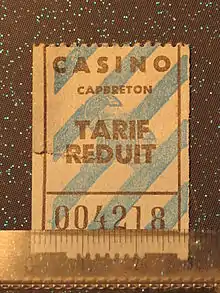 CASINO
CAPBRETON
TARIF
REDUIT
004218